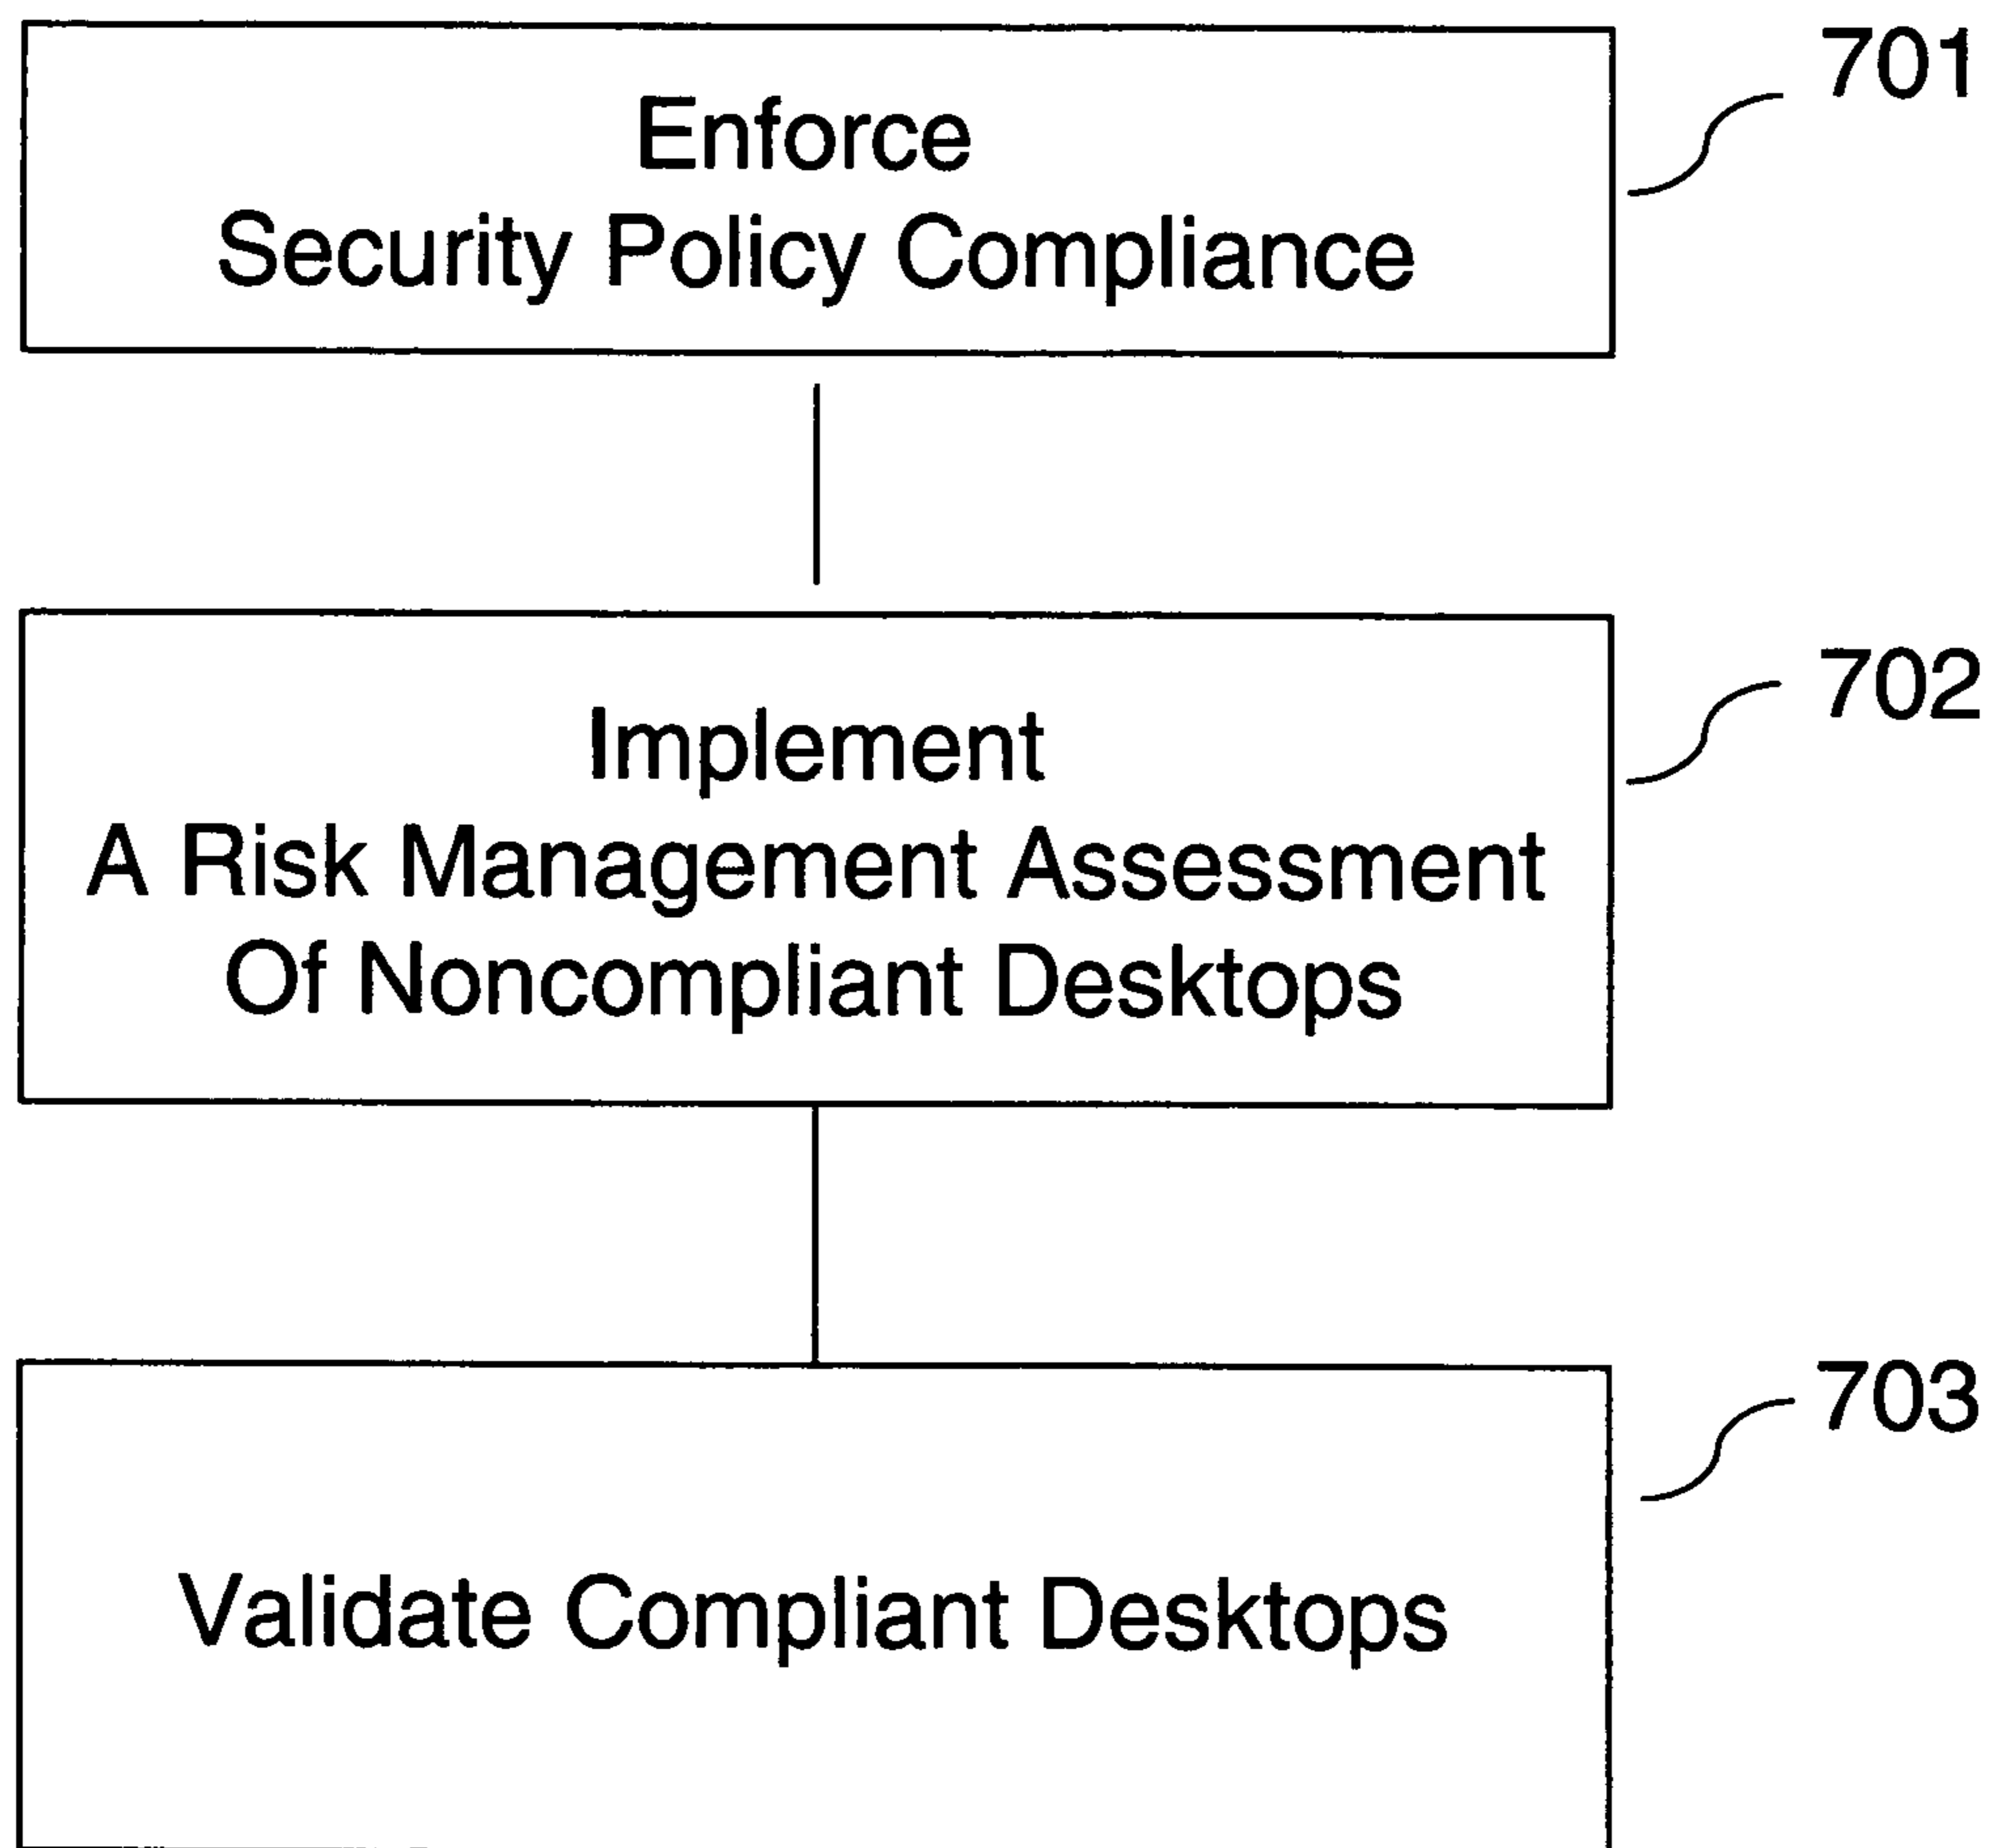 701
Enforce
Security Policy Compliance
702
Implement
A Risk Management Assessment
Of Noncompliant Desktops
703
Validate Compliant Desktops